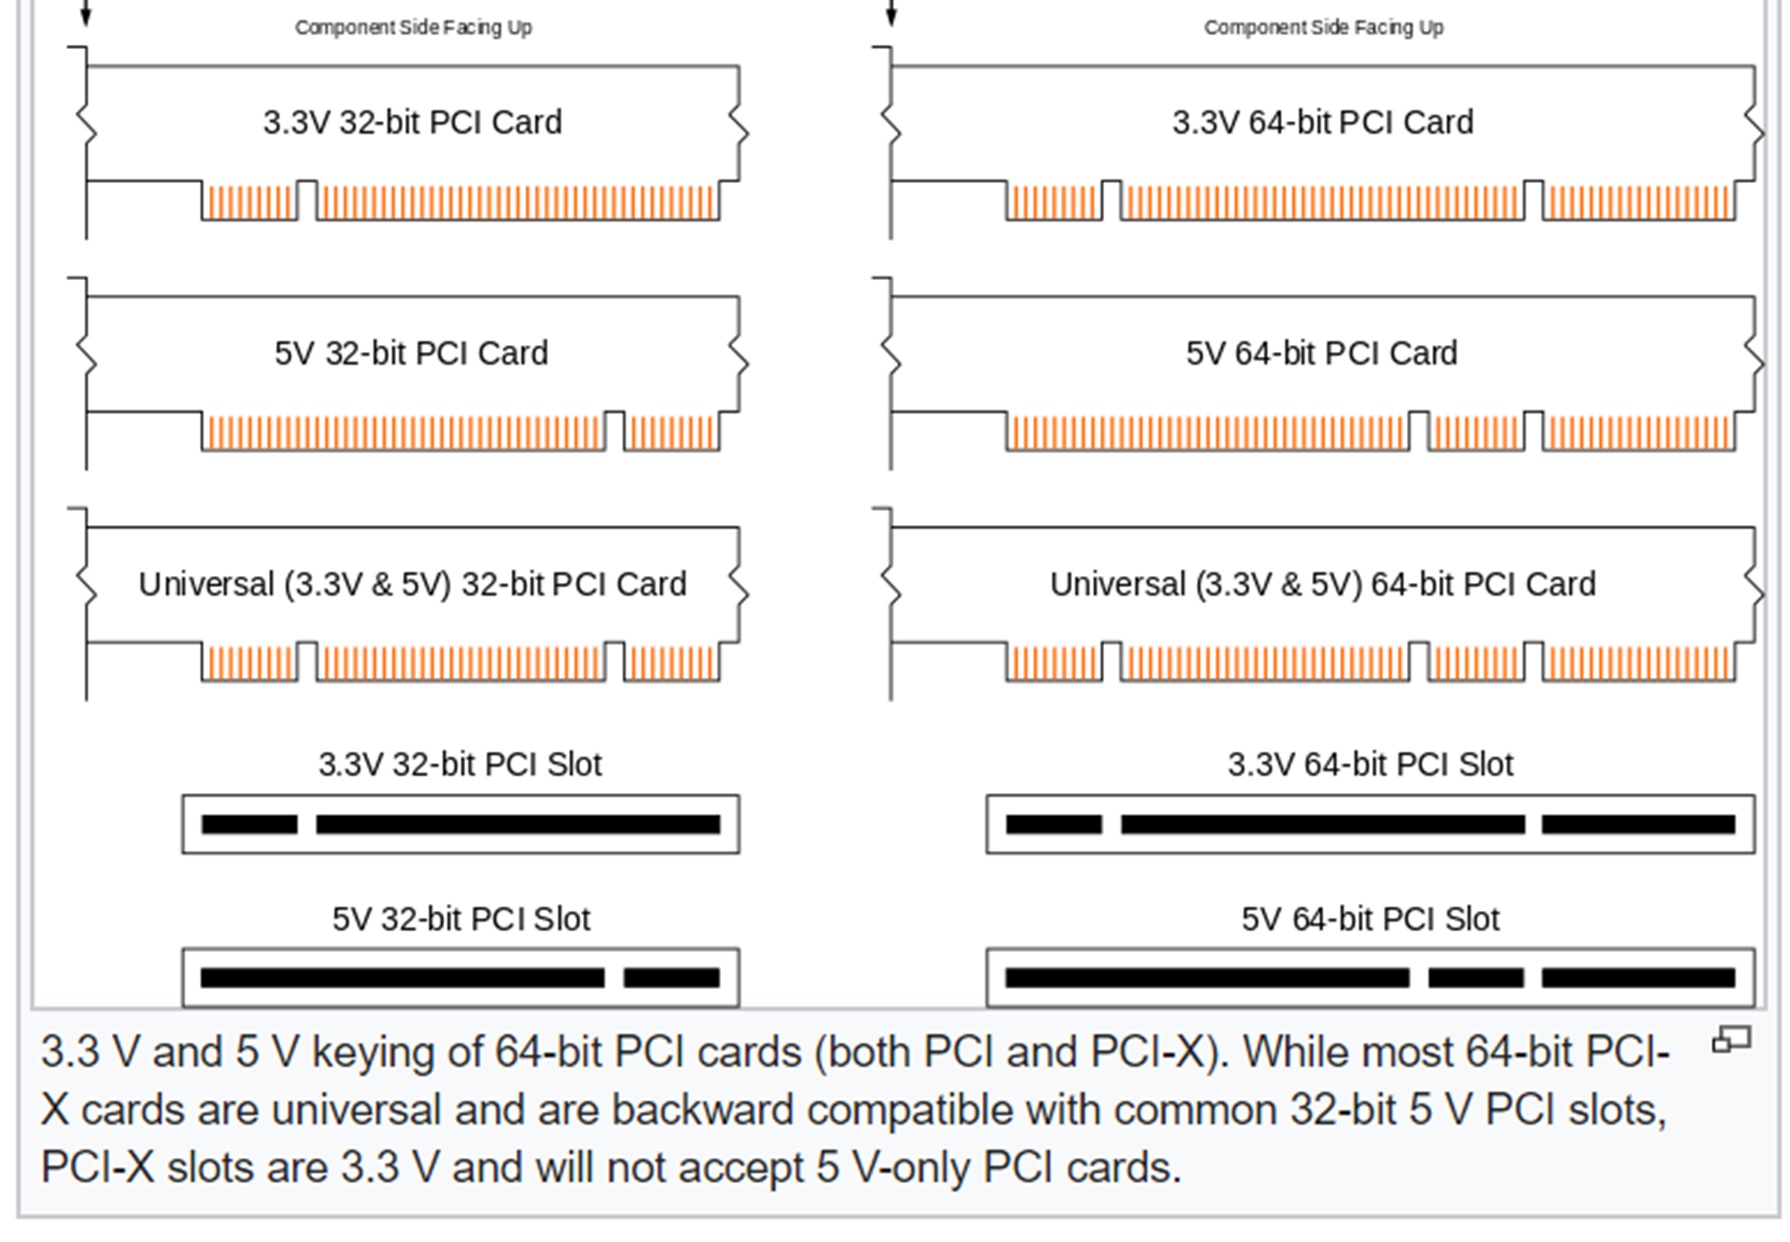 Component Side Facing Up
Component Side Facing Up
3.3V 32-bit PCI Card
3.3V 64-bit PCI Card
5V 32-bit PCI Card
5V 64-bit PCI Card
Universal (3.3V & 5V) 32-bit PCI Card
Universal (3.3V & 5V) 64-bit PCI Card
3.3V 32-bit PCI Slot
3.3V 64-bit PCI Slot
5V 32-bit PCI Slot
5V 64-bit PCI Slot
3.3 V and 5 V keying of 64-bit PCI cards (both PCI and PCI-X). While most 64-bit PCI-
X cards are universal and are backward compatible with common 32-bit 5 V PCI slots,
PCI-X slots are 3.3 V and will not accept 5 V-only PCI cards.